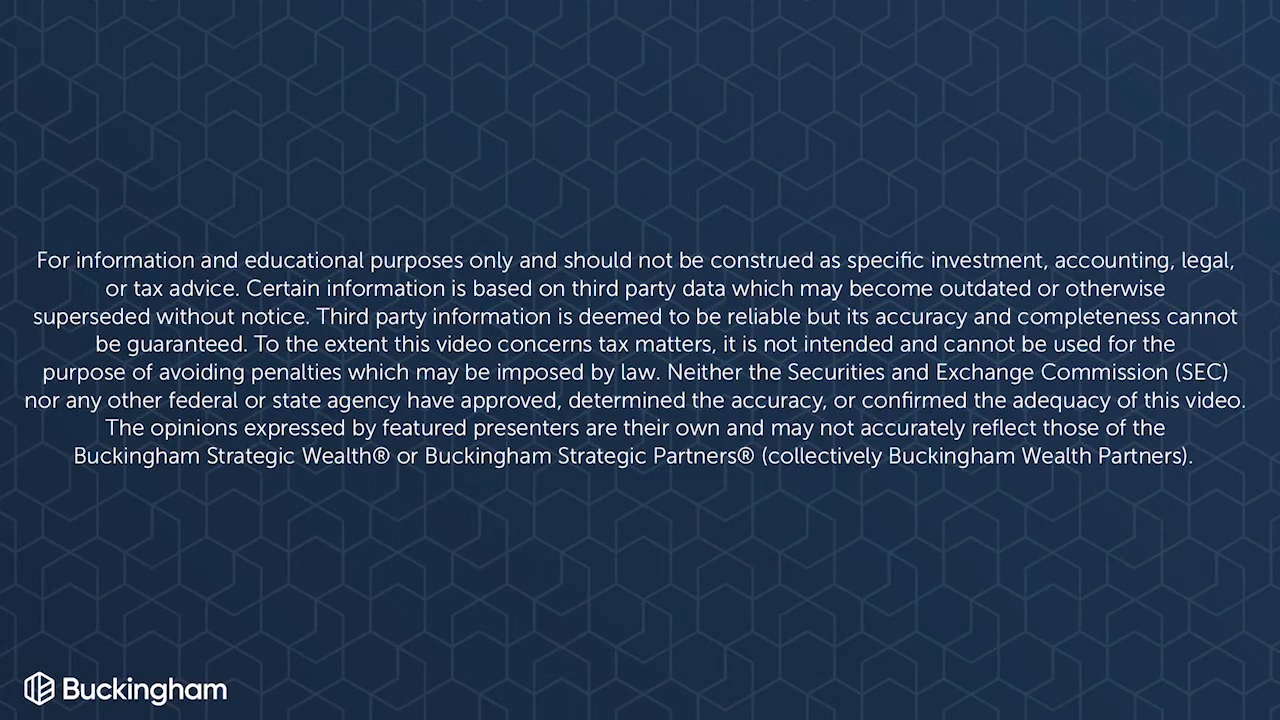 For information and educational purposes only and should not be construed as specific investment, accounting, legal,
or tax advice. Certain information is based on third party data which may become outdated or otherwise
superseded without notice. Third party information is deemed to be reliable but its accuracy and completeness cannot
be guaranteed. To the extent this video concerns tax matters, it is not intended and cannot be used for the
purpose of avoiding penalties which may be imposed by law. Neither the Securities and Exchange Commission (SEC)
nor any other federal or state agency have approved, determined the accuracy, or confirmed the adequacy of this video.
The opinions expressed by featured presenters are their own and may not accurately reflect those of the
Buckingham Strategic Wealth® or Buckingham Strategic Partners® (collectively Buckingham Wealth Partners).
Buckingham